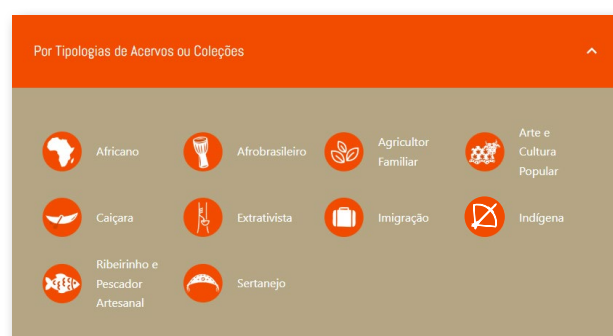 Por Tipologias de Acervos ou Coleções
Africano
Afrobrasileiro
Agricultor
Familiar
Arte e
Cultura
Popular
Caiçara
Extrativista
Imigração
Indígena
Ribeirinho e
Pescador
Artesanal
Sertanejo